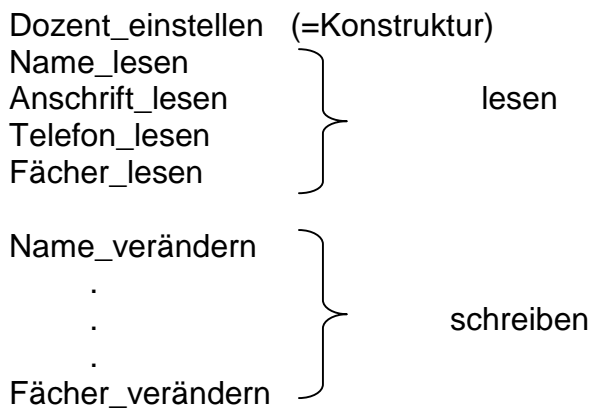 Dozent_einstellen (=Konstruktur)
Name_lesen
Anschrift_lesen lesen
Telefon_lesen
Fächer_lesen
Name_verändern
.
. schreiben
.
Fächer_verändern